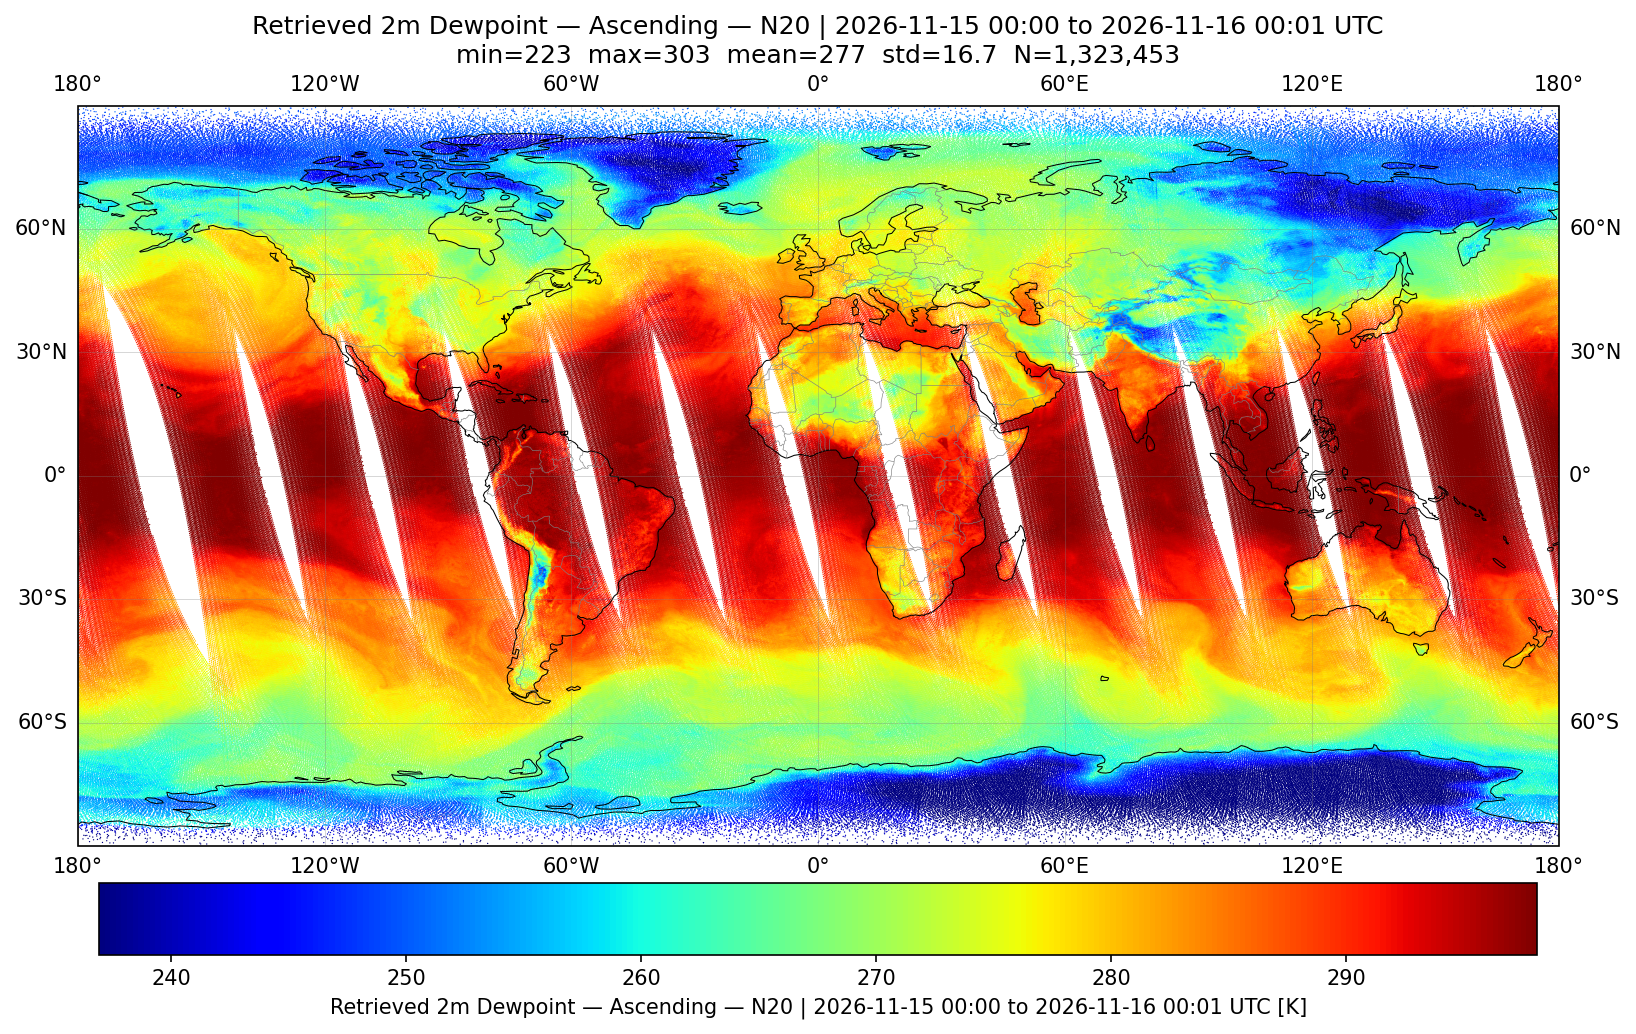 Retrieved 2m Dewpoint — Ascending — N20 | 2026-11-15 00:00 to 2026-11-16 00:01 UTC
min=223  max=303  mean=277  std=16.7  N=1,323,453
180° 120°W 60°W 0° 60°E 120°E 180°
60°N 60°N
30°N 30°N
0° 0°
30°S 30°S
60°S 60°S
180° 120°W 60°W 0° 60°E 120°E 180°
240 250 260 270 280 290
Retrieved 2m Dewpoint — Ascending — N20 | 2026-11-15 00:00 to 2026-11-16 00:01 UTC [K]